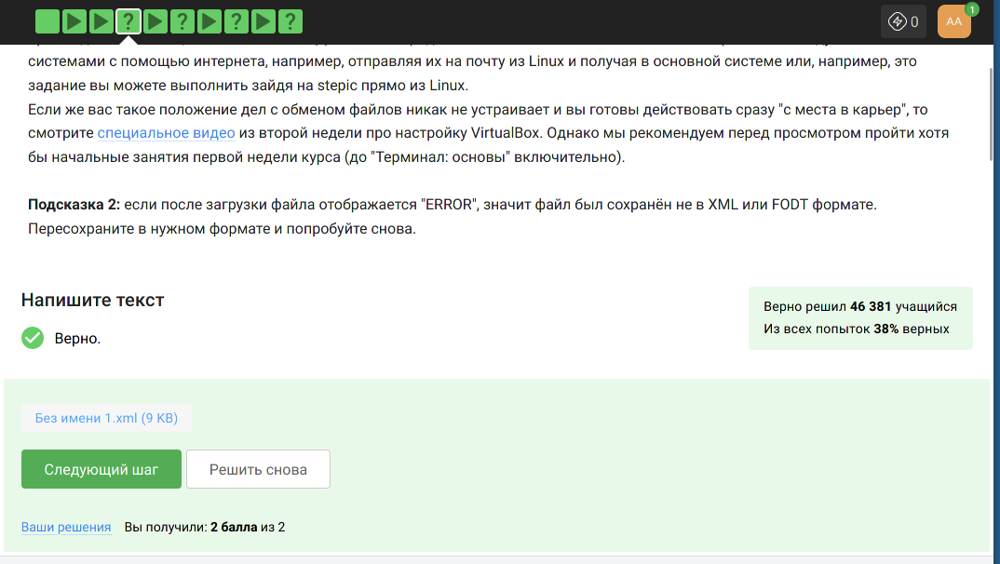 0
АА
1
системами с помощью интернета, например, отправляя их на почту из Linux и получая в основной системе или, например, это
задание вы можете выполнить зайдя на stepic прямо из Linux.
Если же вас такое положение дел с обменом файлов никак не устраивает и вы готовы действовать сразу "с места в карьер", то
смотрите специальное видео из второй недели про настройку VirtualBox. Однако мы рекомендуем перед просмотром пройти хотя
бы начальные занятия первой недели курса (до "Терминал: основы" включительно).
Подсказка 2: если после загрузки файла отображается "ERROR", значит файл был сохранён не в XML или FODT формате.
Пересохраните в нужном формате и попробуйте снова.
Напишите текст
Верно.
Верно решил 46 381 учащийся
Из всех попыток 38% верных
Без имени 1.xml (9 KB)
Следующий шаг
Решить снова
Ваши решения Вы получили: 2 балла из 2